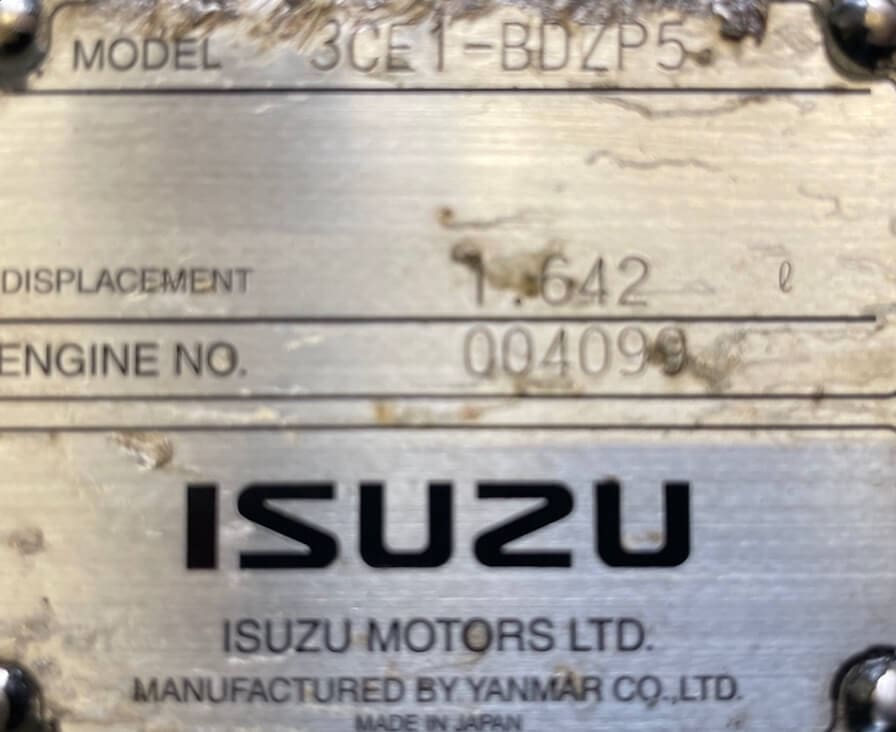 MODEL 3CE1-BDZP5
DISPLACEMENT 1.642 ℓ
ENGINE NO. 004099
ISUZU
ISUZU MOTORS LTD.
MANUFACTURED BY YANMAR CO.,LTD.
MADE IN JAPAN